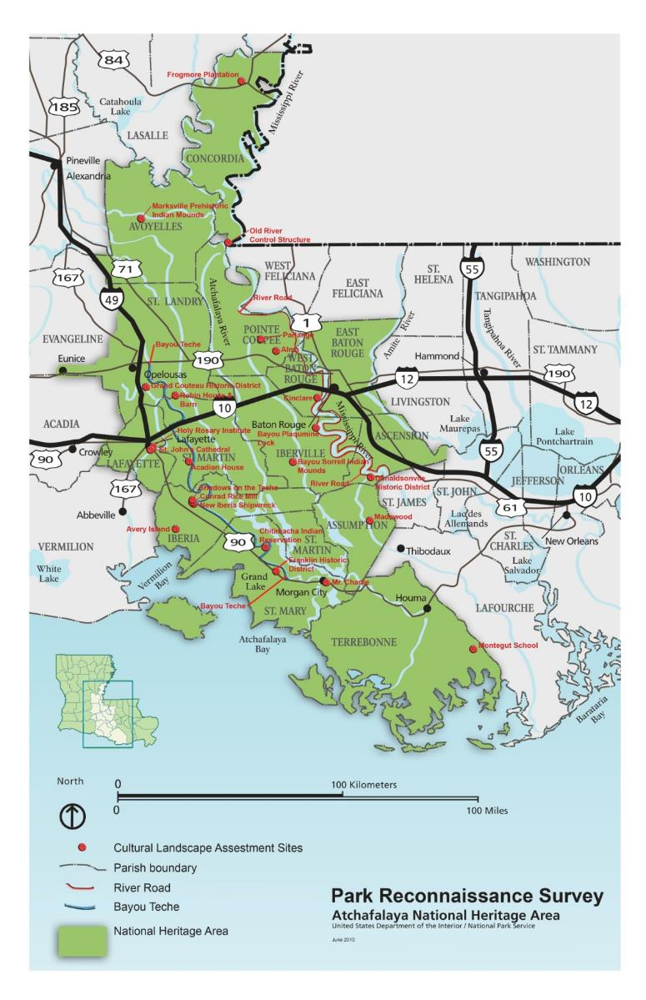 84
Frogmore Plantation
185
Catahoula
Lake
Mississippi River
LASALLE
CONCORDIA
Pineville
Alexandria
Marksville Prehistoric
Indian Mounds
AVOYELLES
Old River
Control Structure
WEST
FELICIANA
EAST
FELICIANA
ST.
HELENA
55
WASHINGTON
TANGIPAHOA
167
71
49
ST. LANDRY
Atchafalaya River
River Road
1
Amite River
Tangipahoa River
EVANGELINE
Bayou Teche
POINTE
COUPEE
Parlange
Alma
EAST
BATON
ROUGE
WEST
BATON
ROUGE
ST. TAMMANY
Eunice
190
Opelousas
Hammond
190
12
12
Grand Couteau Historic District
Robin House &
Barn
10
Cinclare
LIVINGSTON
ACADIA
Baton Rouge
Mississippi River
Lake
Maurepas
Lake
Pontchartrain
Holy Rosary Institute
Lafayette
Bayou Plaqumine
Lock
ASCENSION
90
Crowley
St. John's Cathedral
LAFAYETTE
ST. MARTIN
Acadian House
IBERVILLE
Bayou Sorrell Indian
Mounds
55
ORLEANS
JEFFERSON
167
Shadows on the Teche
Conrad Rice Mill
New Iberia Shipwreck
River Road
Donaldsonville
Historic District
ST. JAMES
ST. JOHN
61
10
Abbeville
Lac des
Allemands
Avery Island
IBERIA
Chitimacha Indian
Reservation
ASSUMPTION
Madewood
ST.
CHARLES
New Orleans
VERMILION
White
Lake
90
ST.
MARTIN
Thibodaux
Lake
Salvador
Vermilion
Bay
Franklin Historic
District
Grand
Lake
Morgan City
Mr. Charlie
Houma
Bayou Teche
ST. MARY
LAFOURCHE
Atchafalaya
Bay
TERREBONNE
Montegut School
Barataria
Bay
North
0
100 Kilometers
0
100 Miles
Cultural Landscape Assestment Sites
Parish boundary
River Road
Bayou Teche
National Heritage Area
Park Reconnaissance Survey
Atchafalaya National Heritage Area
United States Department of the Interior / National Park Service
June 2010